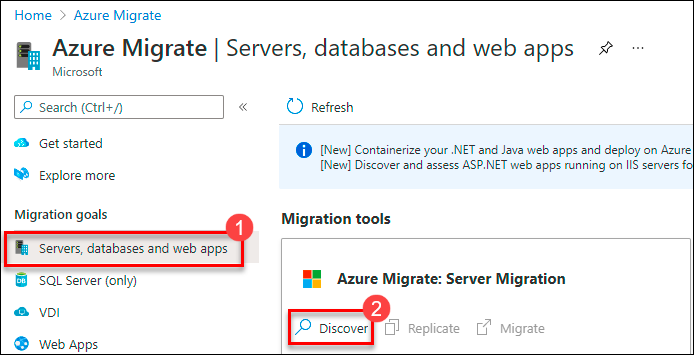 Home > Azure Migrate >
Azure Migrate | Servers, databases and web apps
Microsoft
Search (Ctrl+/)
Refresh
Get started
Explore more
[New] Containerize your .NET and Java web apps and deploy on Azure
[New] Discover and assess ASP.NET web apps running on IIS servers fo
Migration goals
1
Servers, databases and web apps
SQL Server (only)
VDI
Web Apps
Migration tools
Azure Migrate: Server Migration
2
Discover Replicate Migrate